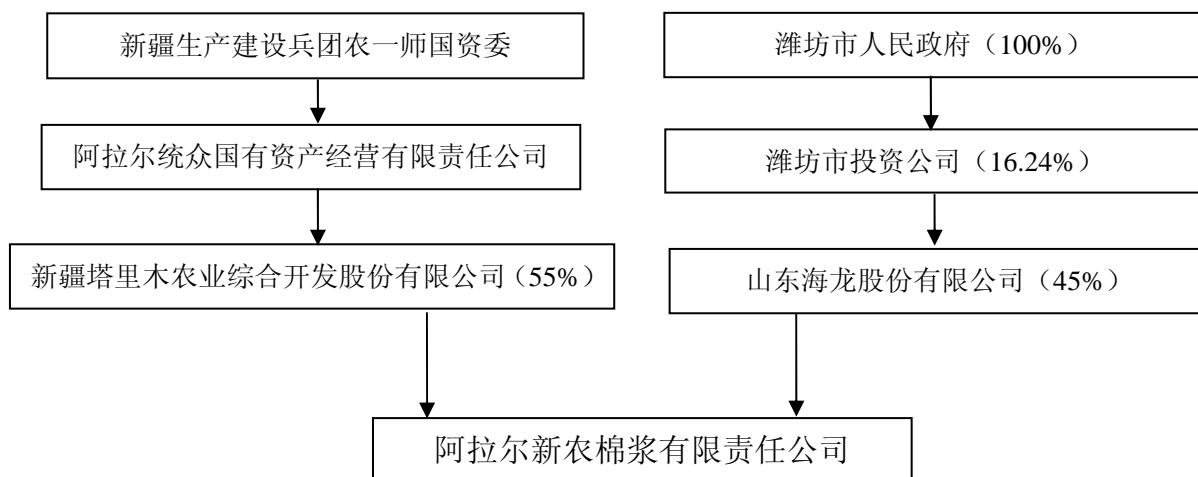 新疆生产建设兵团农一师国资委
潍坊市人民政府（100%）
阿拉尔统众国有资产经营有限责任公司
潍坊市投资公司（16.24%）
新疆塔里木农业综合开发股份有限公司（55%）
山东海龙股份有限公司（45%）
阿拉尔新农棉浆有限责任公司